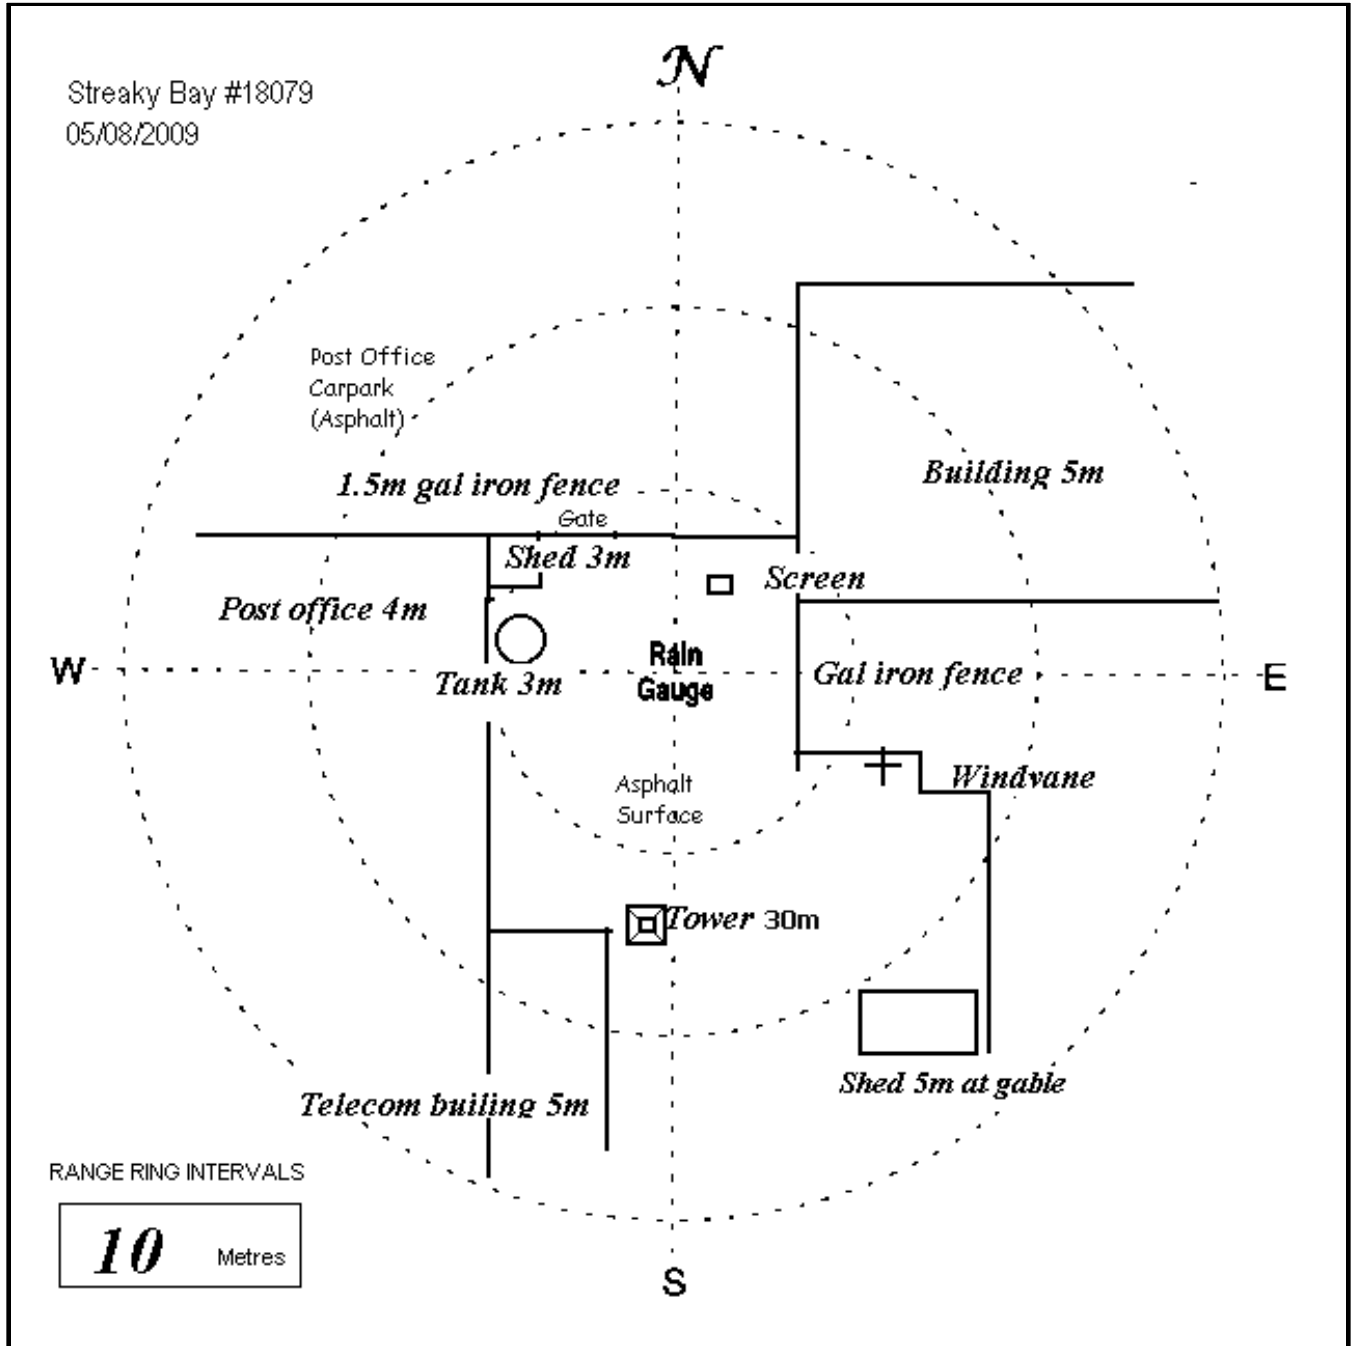 N
Streaky Bay #18079
05/08/2009
Post Office
Carpark
(Asphalt)
Building 5m
1.5m gal iron fence
Gate
Shed 3m
Screen
Post office 4m
Rain
Gauge
W
Tank 3m
Gal iron fence
E
Windvane
Asphalt
Surface
Tower 30m
Shed 5m at gable
Telecom builing 5m
RANGE RING INTERVALS
10 Metres
S